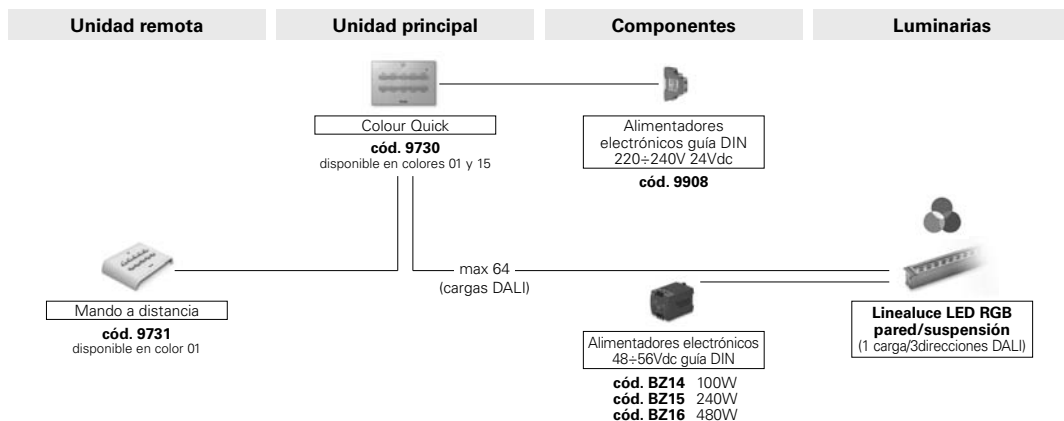 Unidad remota
Unidad principal
Componentes
Luminarias
Colour Quick
cód. 9730
disponible en colores 01 y 15
Alimentadores
electrónicos guía DIN
220÷240V 24Vdc
cód. 9908
Mando a distancia
cód. 9731
disponible en color 01
max 64
(cargas DALI)
Alimentadores electrónicos
48÷56Vdc guía DIN
cód. BZ14 100W
cód. BZ15 240W
cód. BZ16 480W
Linealuce LED RGB
pared/suspensión
(1 carga/3direcciones DALI)